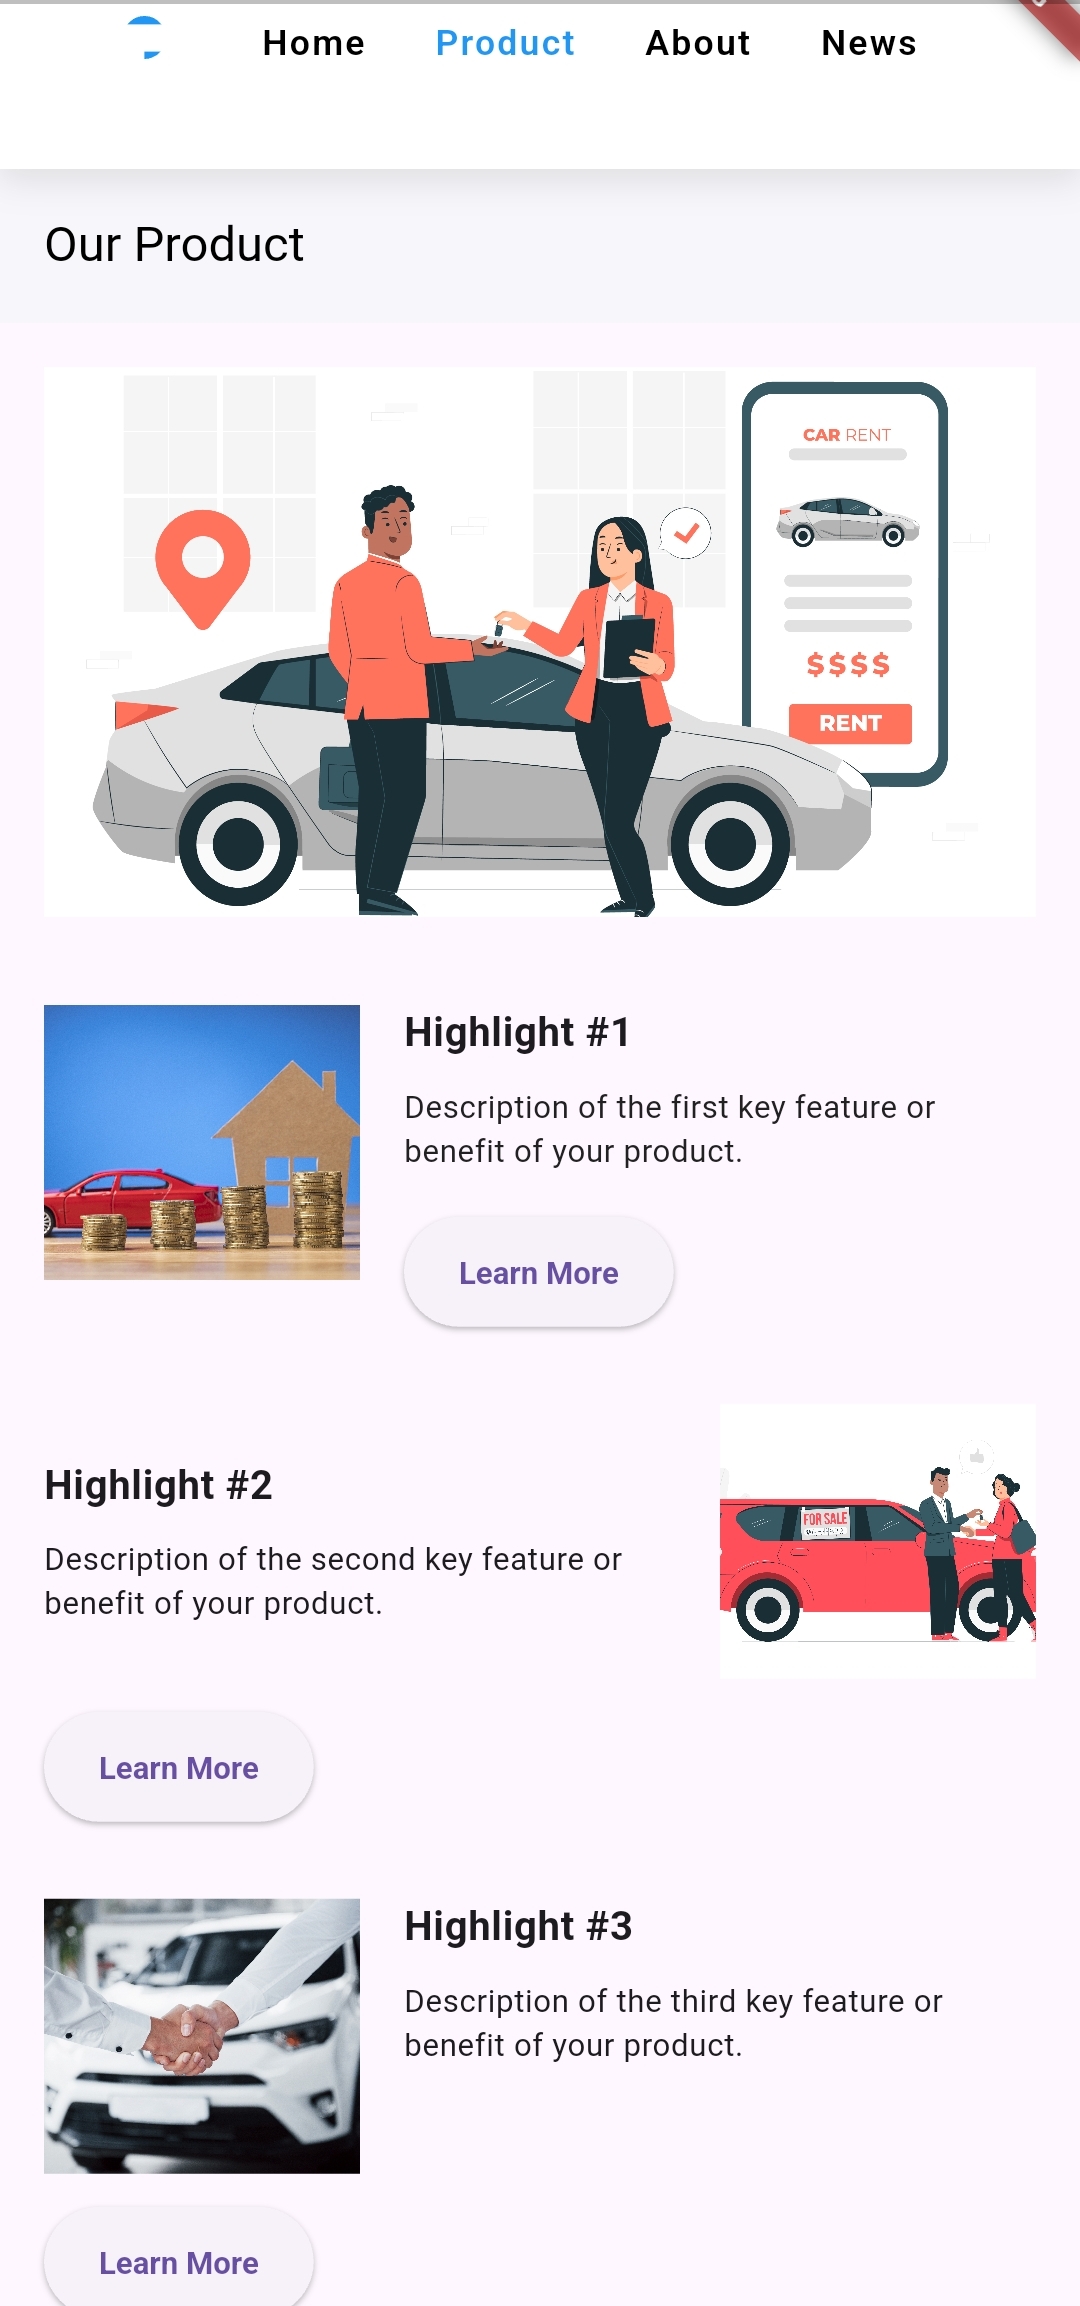 Home Product About News
Our Product
CAR RENT
$$$$
RENT
Highlight #1
Description of the first key feature or
benefit of your product.
Learn More
Highlight #2
Description of the second key feature or
benefit of your product.
FOR SALE
Learn More
Highlight #3
Description of the third key feature or
benefit of your product.
Learn More